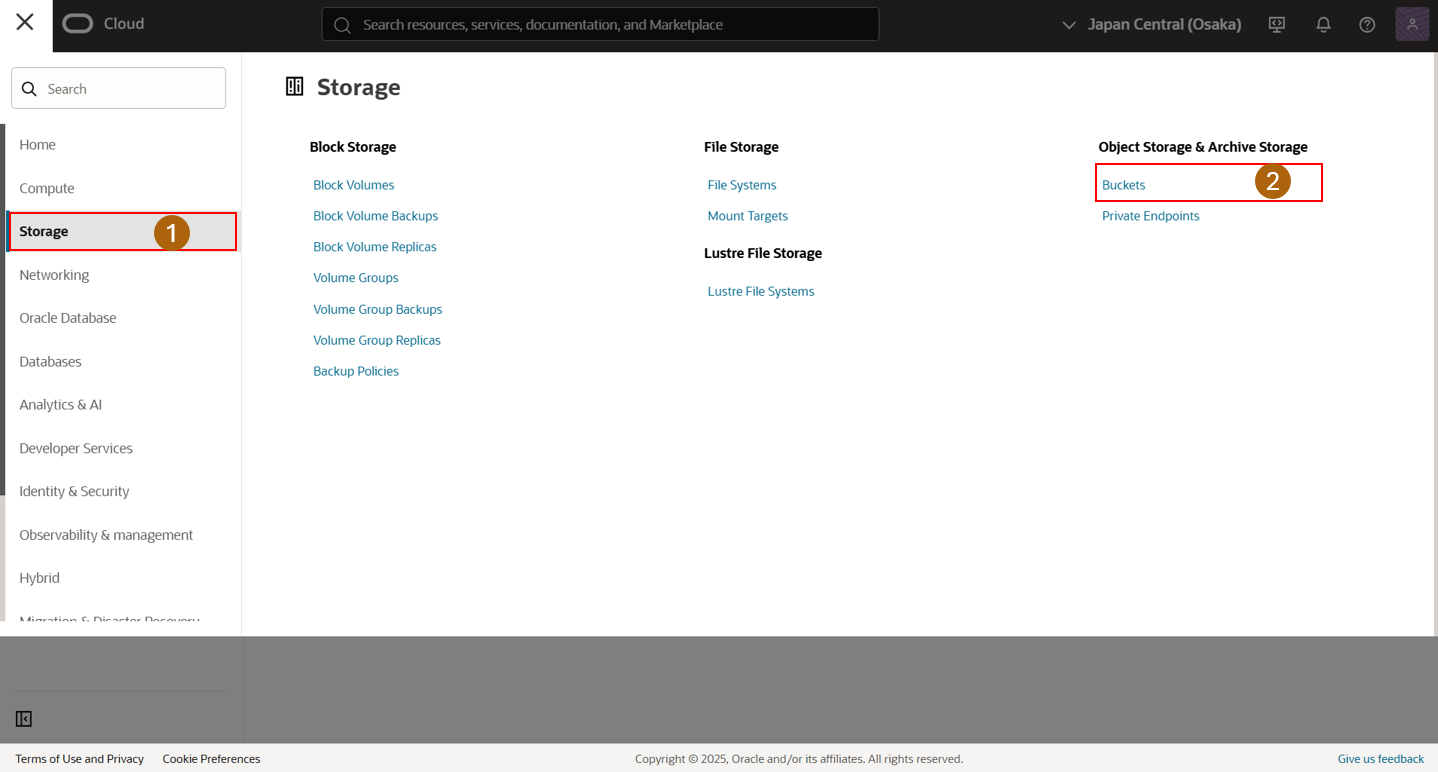 Cloud
Search resources, services, documentation, and Marketplace
Japan Central (Osaka)
Search
Home
Compute
Storage
1
Networking
Oracle Database
Databases
Analytics & AI
Developer Services
Identity & Security
Observability & management
Hybrid
Migration & Disaster Recovery
Storage
Block Storage
Block Volumes
Block Volume Backups
Block Volume Replicas
Volume Groups
Volume Group Backups
Volume Group Replicas
Backup Policies
File Storage
File Systems
Mount Targets
Lustre File Storage
Lustre File Systems
Object Storage & Archive Storage
Buckets
2
Private Endpoints
Terms of Use and Privacy
Cookie Preferences
Copyright © 2025, Oracle and/or its affiliates. All rights reserved.
Give us feedback